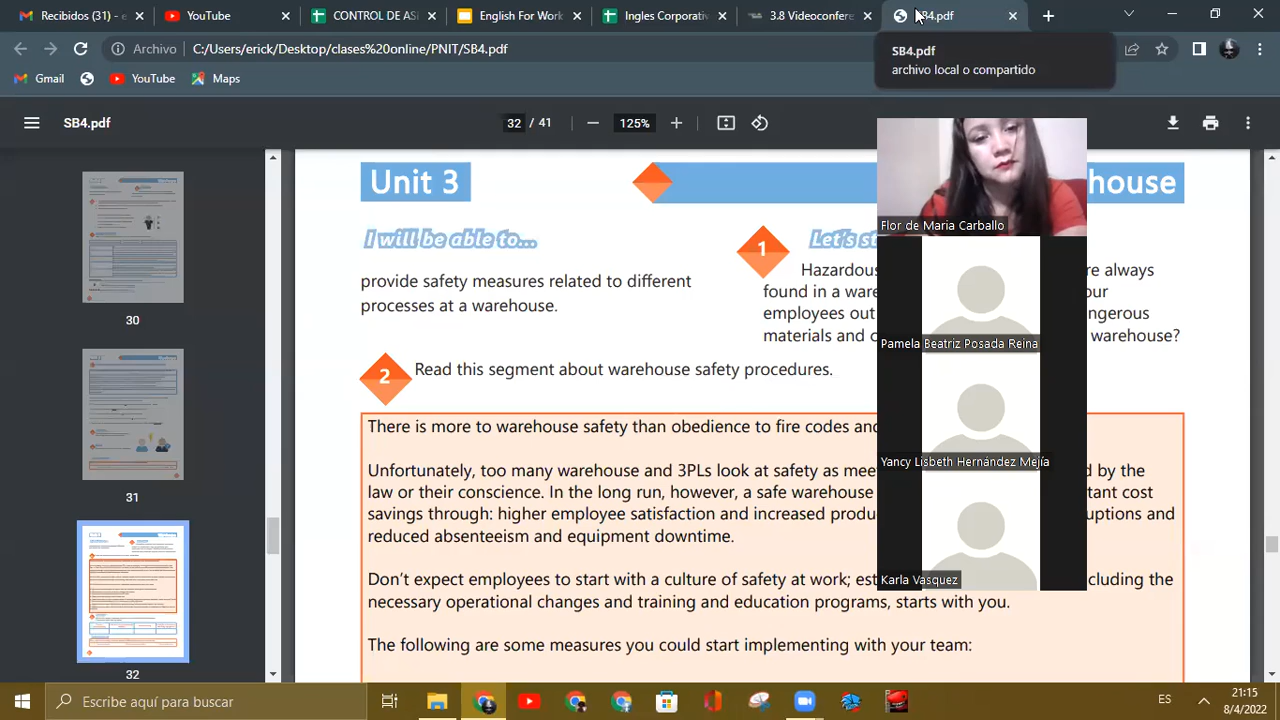 Recibidos (31) - e
YouTube
CONTROL DE ASi
English For Work
Ingles Corporativ
3.8 Videoconfere
SB4.pdf
Archivo
C:/Users/erick/Desktop/clases%20online/PNIT/SB4.pdf
SB4.pdf
archivo local o compartido
Gmail
YouTube
Maps
SB4.pdf
32 / 41
125%
30
31
32
Unit 3
house
I will be able to...
1
Let's st
provide safety measures related to different
processes at a warehouse.
Hazardous re always
found in a ware our
employees out ngerous
materials and c warehouse?
2
Read this segment about warehouse safety procedures.
There is more to warehouse safety than obedience to fire codes and
Unfortunately, too many warehouse and 3PLs look at safety as mee d by the
law or their conscience. In the long run, however, a safe warehouse tant cost
savings through: higher employee satisfaction and increased produ uptions and
reduced absenteeism and equipment downtime.
Don't expect employees to start with a culture of safety at work; est cluding the
necessary operational changes and training and education programs, starts with you.
The following are some measures you could start implementing with your team:
Flor de Maria Carballo
Pamela Beatriz Posada Reina
Yancy Lisbeth Hernández Mejía
Karla Vasquez
Escribe aquí para buscar
ES
21:15
8/4/2022